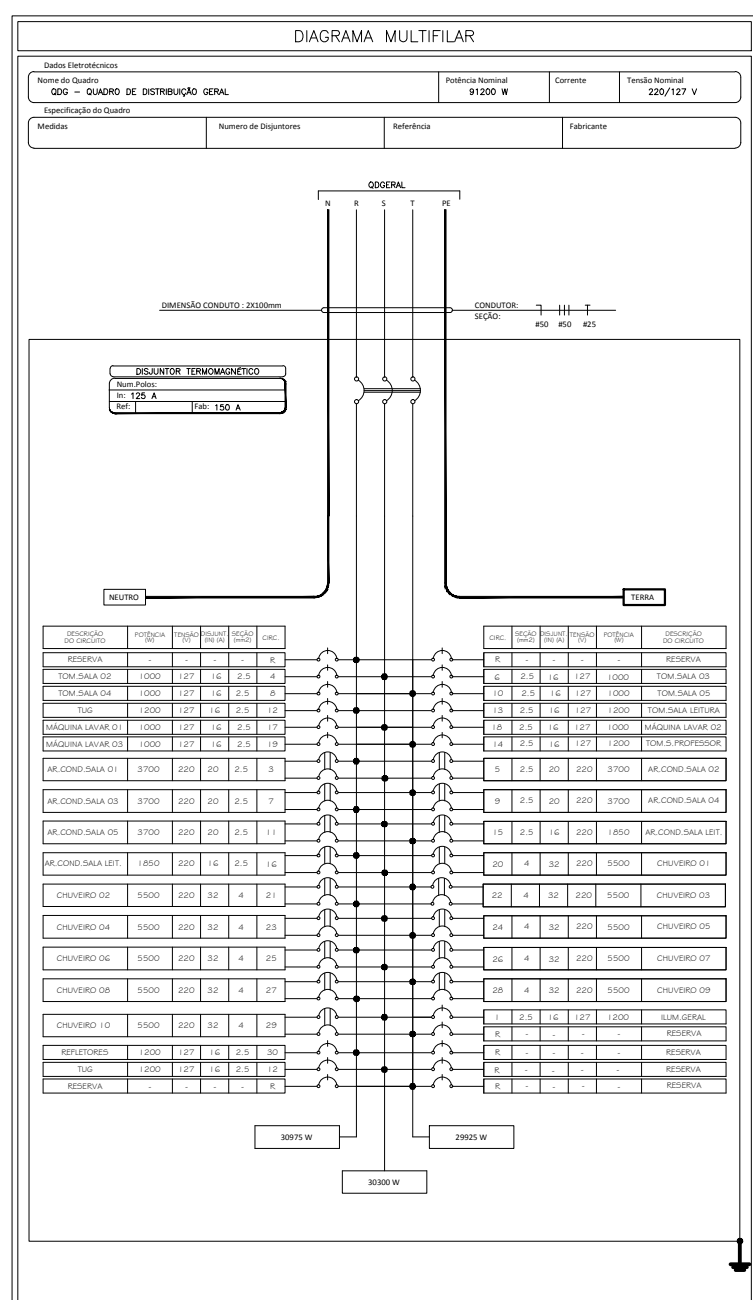 DIAGRAMA MULTIFILAR
Dados Eletrotécnicos
Nome do Quadro Potência Nominal Corrente Tensão Nominal
QDG – QUADRO DE DISTRIBUIÇÃO GERAL 91200 W 220/127 V
Especificação do Quadro
Medidas Numero de Disjuntores Referência Fabricante
QDGERAL
N R S T PE
DIMENSÃO CONDUTO : 2X100mm CONDUTOR:
SEÇÃO:
#50 #50 #25
DISJUNTOR TERMOMAGNÉTICO
Num.Polos:
In: 125 A
Ref: Fab: 150 A
NEUTRO TERRA
DESCRIÇÃO DO CIRCUITO POTÊNCIA (W) TENSÃO (V) DISJUNT. (IN) (A) SEÇÃO (mm2) CIRC. CIRC. SEÇÃO (mm2) DISJUNT. (IN) (A) TENSÃO (V) POTÊNCIA (W) DESCRIÇÃO DO CIRCUITO
RESERVA - - - - R R - - - - RESERVA
TOM.SALA 02 1000 127 16 2.5 4 6 2.5 16 127 1000 TOM.SALA 03
TOM.SALA 04 1000 127 16 2.5 8 10 2.5 16 127 1000 TOM.SALA 05
TUG 1200 127 16 2.5 12 13 2.5 16 127 1200 TOM.SALA LEITURA
MÁQUINA LAVAR 01 1000 127 16 2.5 17 18 2.5 16 127 1000 MÁQUINA LAVAR 02
MÁQUINA LAVAR 03 1000 127 16 2.5 19 14 2.5 16 127 1200 TOM.S.PROFESSOR
AR.COND.SALA 01 3700 220 20 2.5 3 5 2.5 20 220 3700 AR.COND.SALA 02
AR.COND.SALA 03 3700 220 20 2.5 7 9 2.5 20 220 3700 AR.COND.SALA 04
AR.COND.SALA 05 3700 220 20 2.5 11 15 2.5 16 220 1850 AR.COND.SALA LEIT.
AR.COND.SALA LEIT. 1850 220 16 2.5 16 20 4 32 220 5500 CHUVEIRO 01
CHUVEIRO 02 5500 220 32 4 21 22 4 32 220 5500 CHUVEIRO 03
CHUVEIRO 04 5500 220 32 4 23 24 4 32 220 5500 CHUVEIRO 05
CHUVEIRO 06 5500 220 32 4 25 26 4 32 220 5500 CHUVEIRO 07
CHUVEIRO 08 5500 220 32 4 27 28 4 32 220 5500 CHUVEIRO 09
CHUVEIRO 10 5500 220 32 4 29 1 2.5 16 127 1200 ILUM.GERAL
R - - - - RESERVA
REFLETORES 1200 127 16 2.5 30 R - - - - RESERVA
TUG 1200 127 16 2.5 12 R - - - - RESERVA
RESERVA - - - - R R - - - - RESERVA
30975 W 29925 W
30300 W